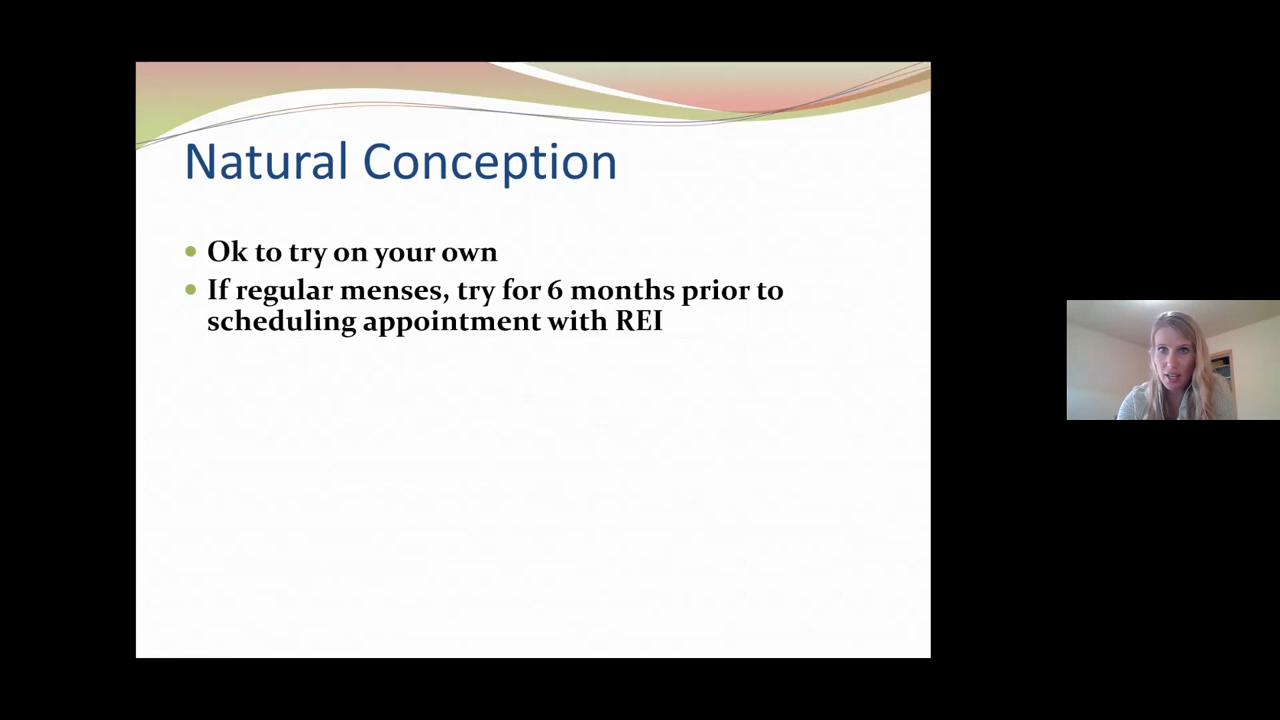 Natural Conception
Ok to try on your own
If regular menses, try for 6 months prior to
scheduling appointment with REI